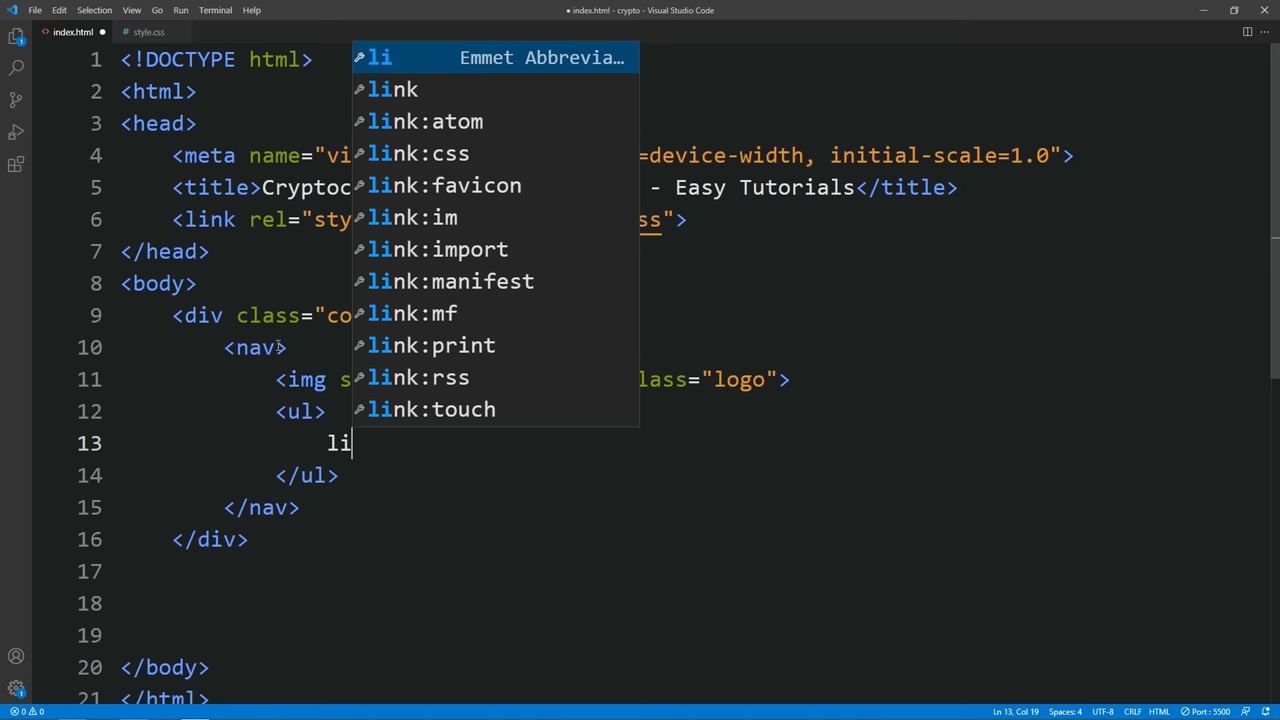 File Edit Selection View Go Run Terminal Help
● index.html - crypto - Visual Studio Code
index.html ●
# style.css
1 <!DOCTYPE html>
2 <html>
3 <head>
4 <meta name="vi =device-width, initial-scale=1.0">
5 <title>Cryptoc - Easy Tutorials</title>
6 <link rel="sty ss">
7 </head>
8 <body>
9 <div class="co
10 <nav>
11 <img s lass="logo">
12 <ul>
13 li
14 </ul>
15 </nav>
16 </div>
17
18
19
20 </body>
21 </html>
li Emmet Abbrevia…
link
link:atom
link:css
link:favicon
link:im
link:import
link:manifest
link:mf
link:print
link:rss
link:touch
1
1
0 0
Ln 13, Col 19 Spaces: 4 UTF-8 CRLF HTML Port : 5500